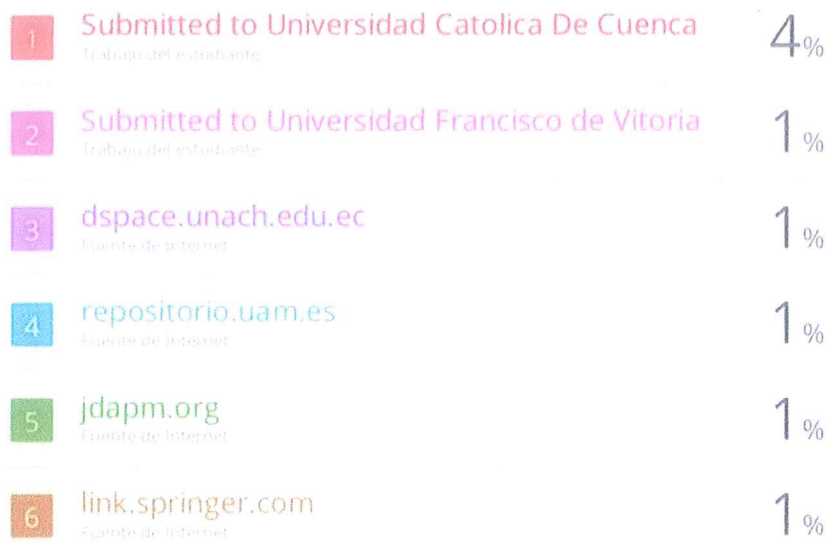 1 Submitted to Universidad Catolica De Cuenca 4%
Trabajo del estudiante
2 Submitted to Universidad Francisco de Vitoria 1%
Trabajo del estudiante
3 dspace.unach.edu.ec 1%
Fuente de Internet
4 repositorio.uam.es 1%
Fuente de Internet
5 jdapm.org 1%
Fuente de Internet
6 link.springer.com 1%
Fuente de Internet